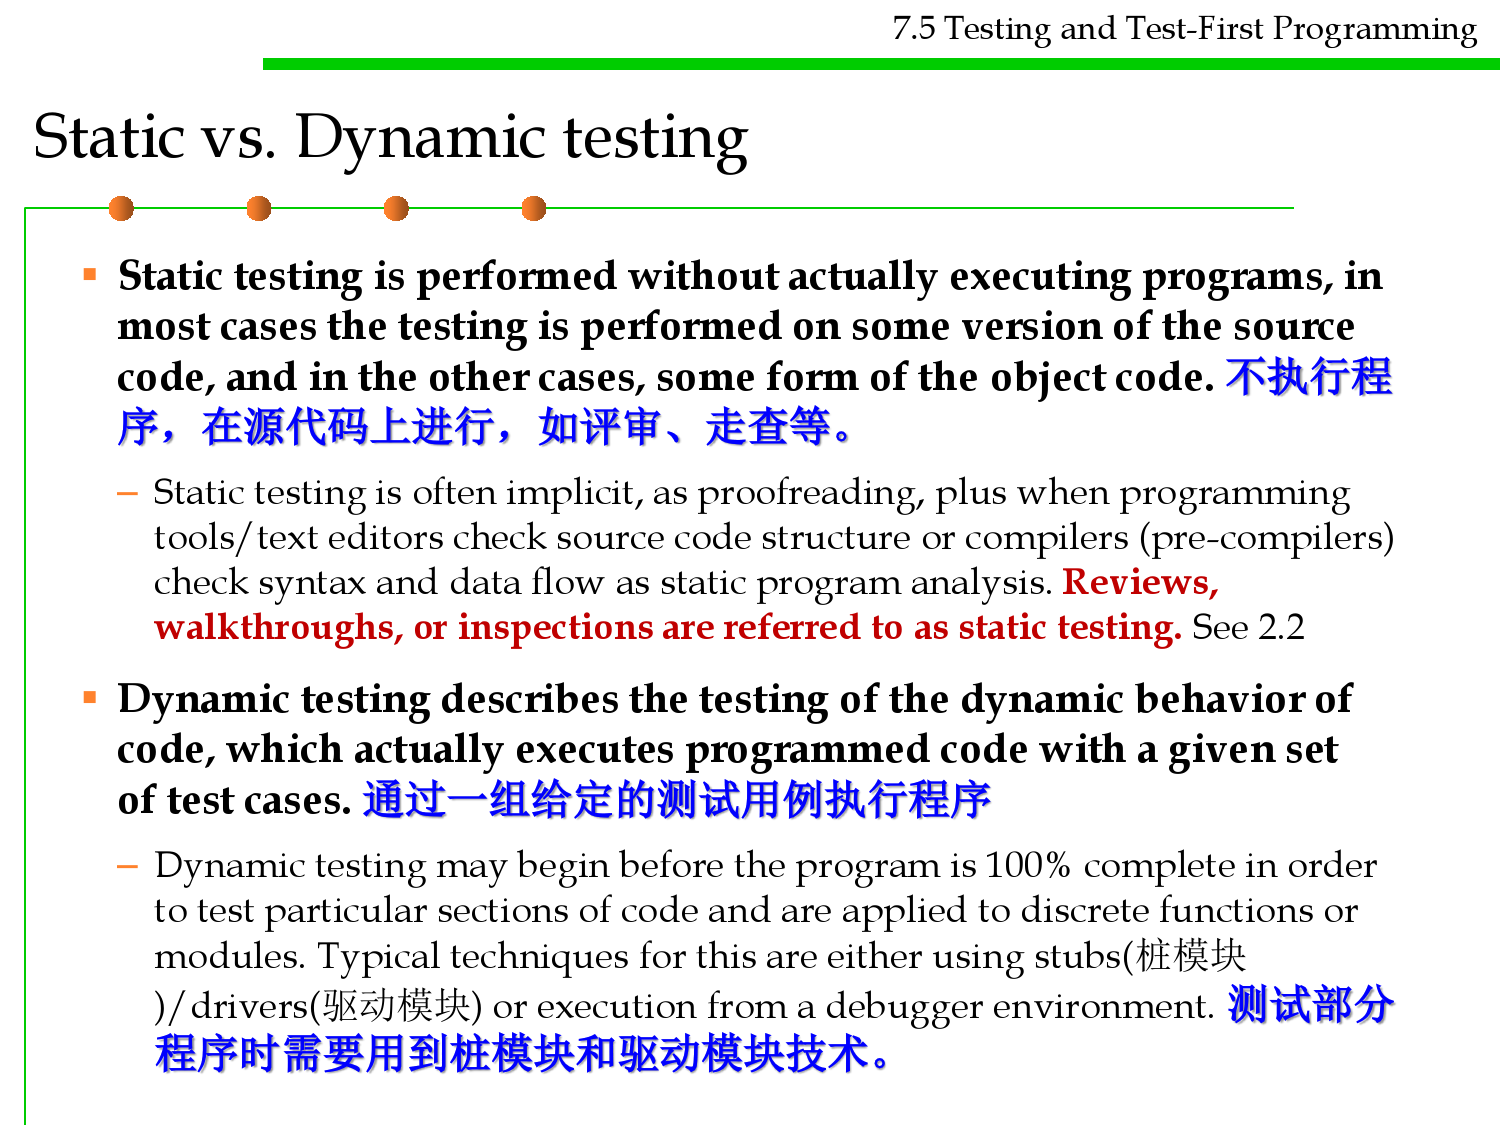 7.5 Testing and Test-First Programming
Static vs. Dynamic testing
Static testing is performed without actually executing programs, in
most cases the testing is performed on some version of the source
code, and in the other cases, some form of the object code. 不执行程
序，在源代码上进行，如评审、走查等。
– Static testing is often implicit, as proofreading, plus when programming
tools/text editors check source code structure or compilers (pre-compilers)
check syntax and data flow as static program analysis. Reviews,
walkthroughs, or inspections are referred to as static testing. See 2.2
Dynamic testing describes the testing of the dynamic behavior of
code, which actually executes programmed code with a given set
of test cases. 通过一组给定的测试用例执行程序
– Dynamic testing may begin before the program is 100% complete in order
to test particular sections of code and are applied to discrete functions or
modules. Typical techniques for this are either using stubs(桩模块
)/drivers(驱动模块) or execution from a debugger environment. 测试部分
程序时需要用到桩模块和驱动模块技术。